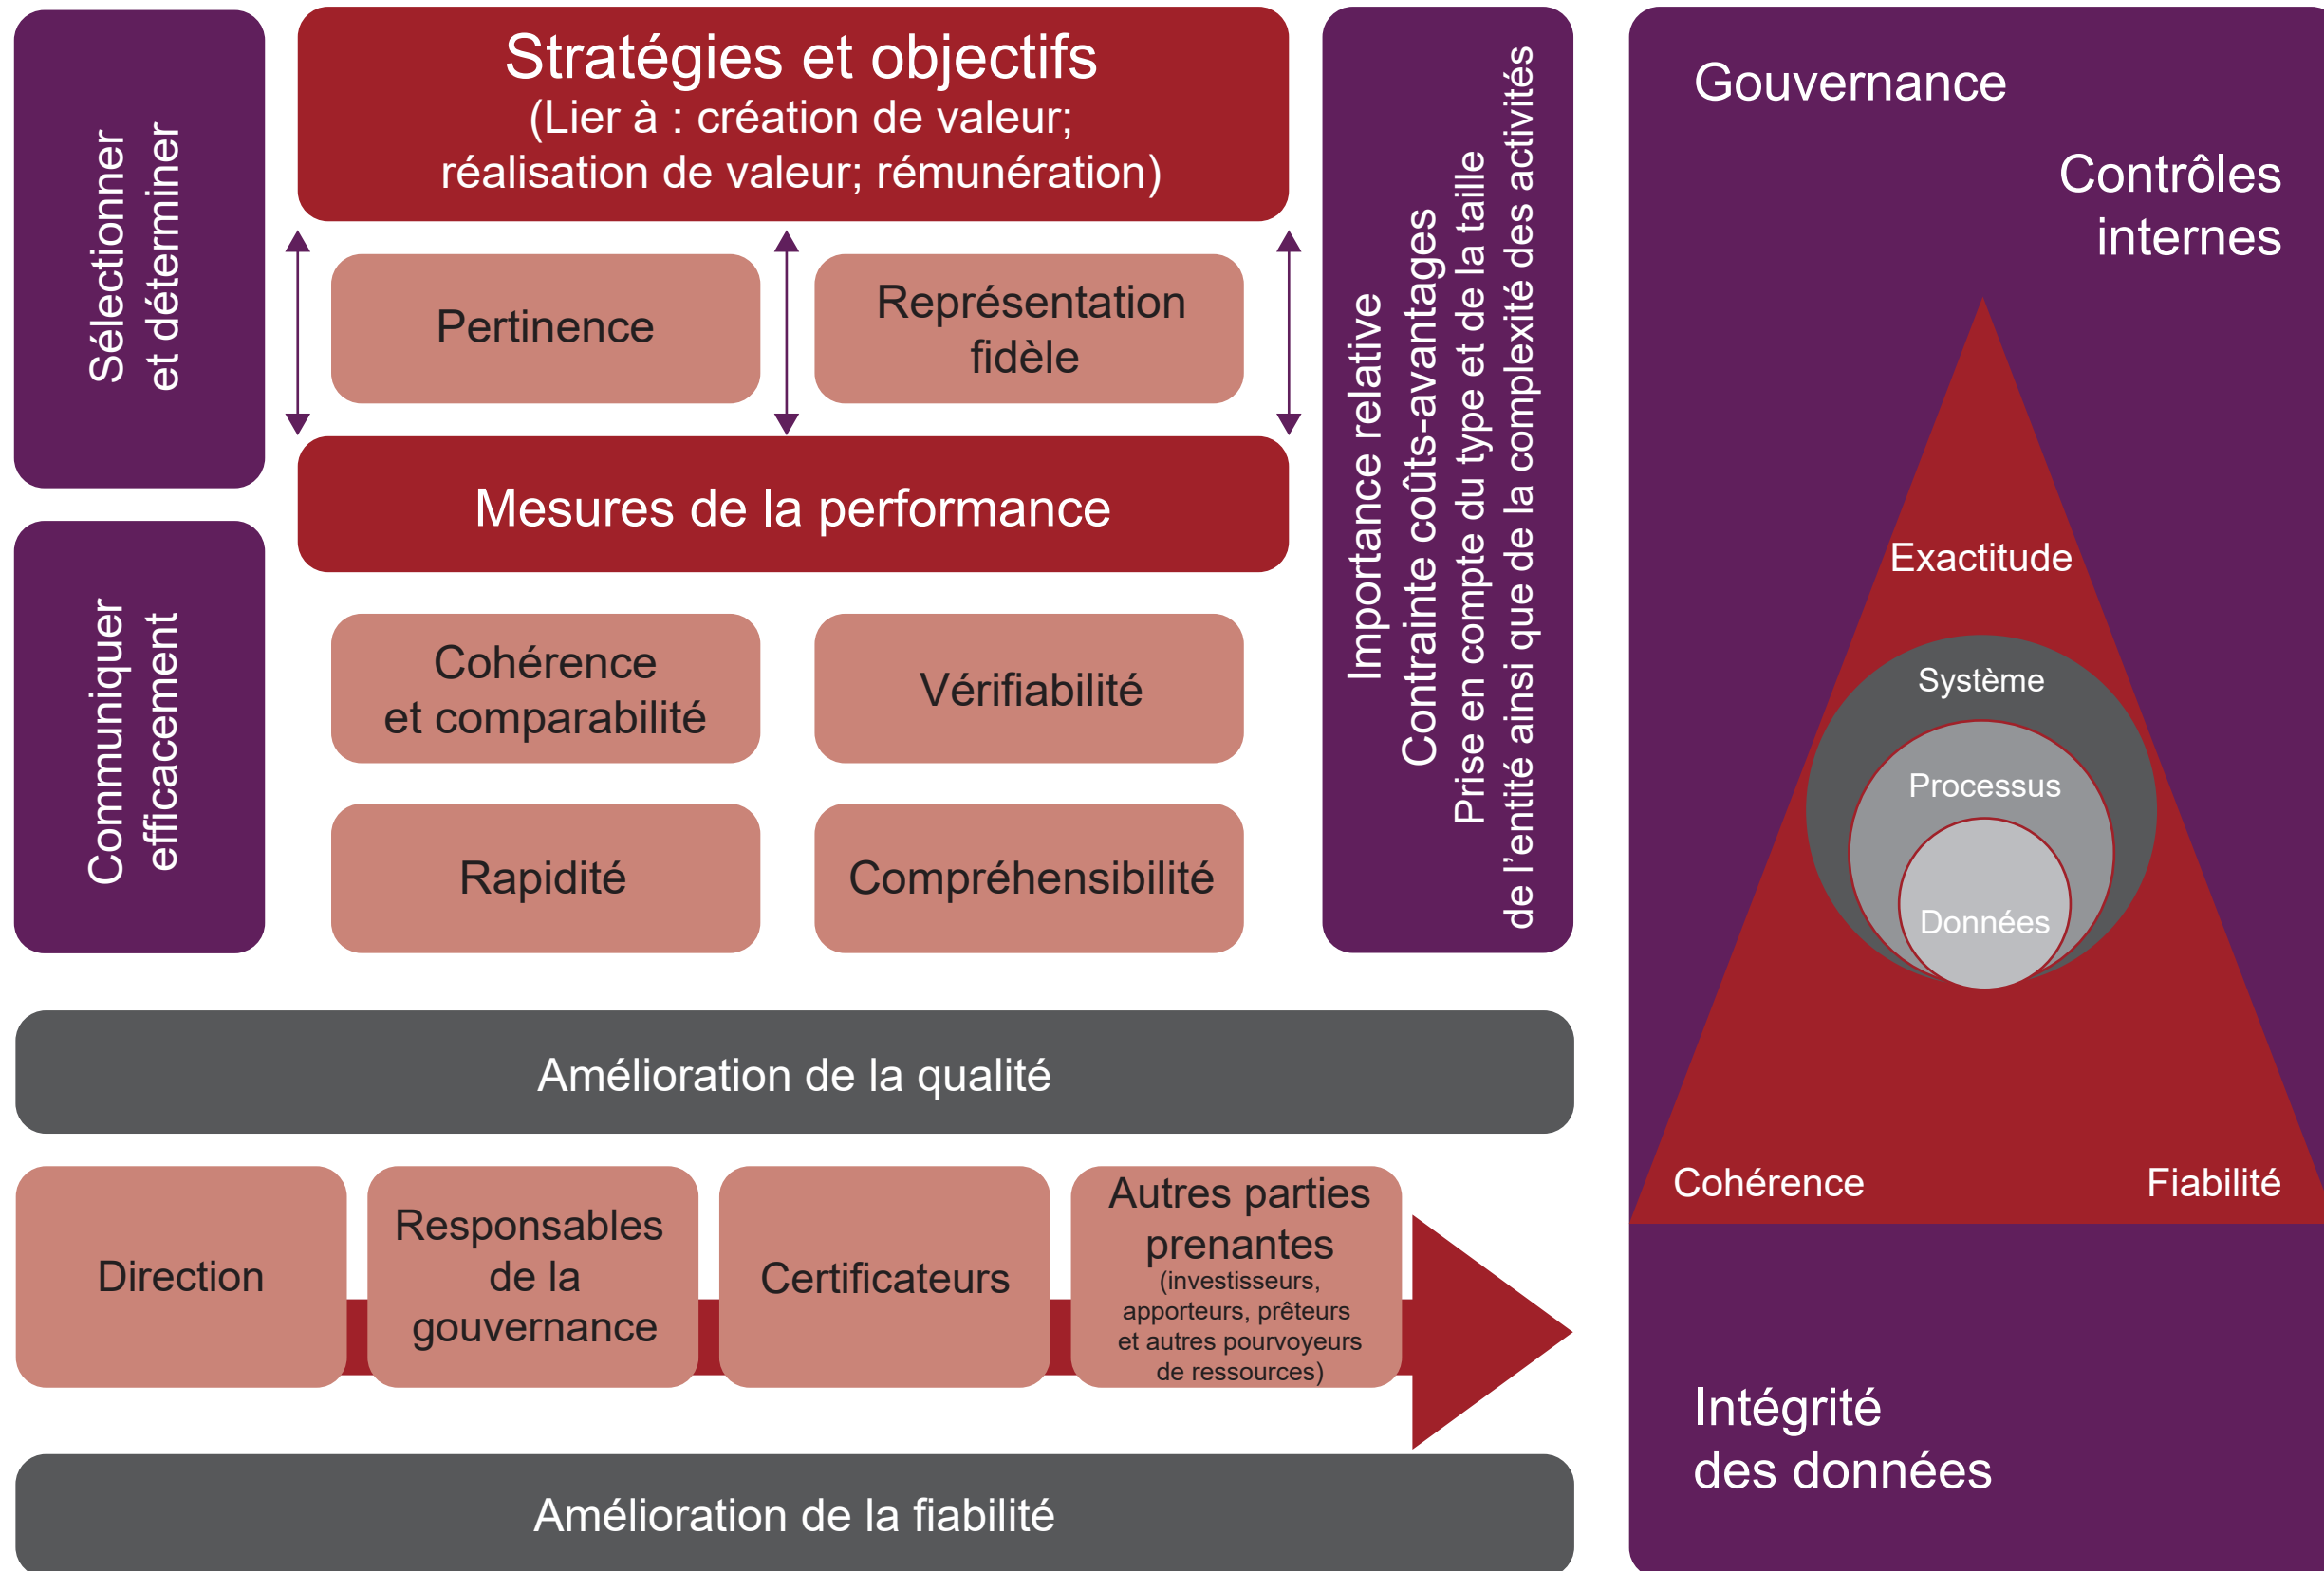 Sélectionner
et déterminer
Stratégies et objectifs
(Lier à : création de valeur;
réalisation de valeur; rémunération)
Pertinence
Représentation
fidèle
Mesures de la performance
Communiquer
efficacement
Cohérence
et comparabilité
Vérifiabilité
Rapidité
Compréhensibilité
Importance relative
Contrainte coûts-avantages
Prise en compte du type et de la taille
de l’entité ainsi que de la complexité des activités
Amélioration de la qualité
Direction
Responsables
de la
gouvernance
Certificateurs
Autres parties
prenantes
(investisseurs,
apporteurs, prêteurs
et autres pourvoyeurs
de ressources)
Amélioration de la fiabilité
Gouvernance
Contrôles
internes
Exactitude
Système
Processus
Données
Cohérence
Fiabilité
Intégrité
des données